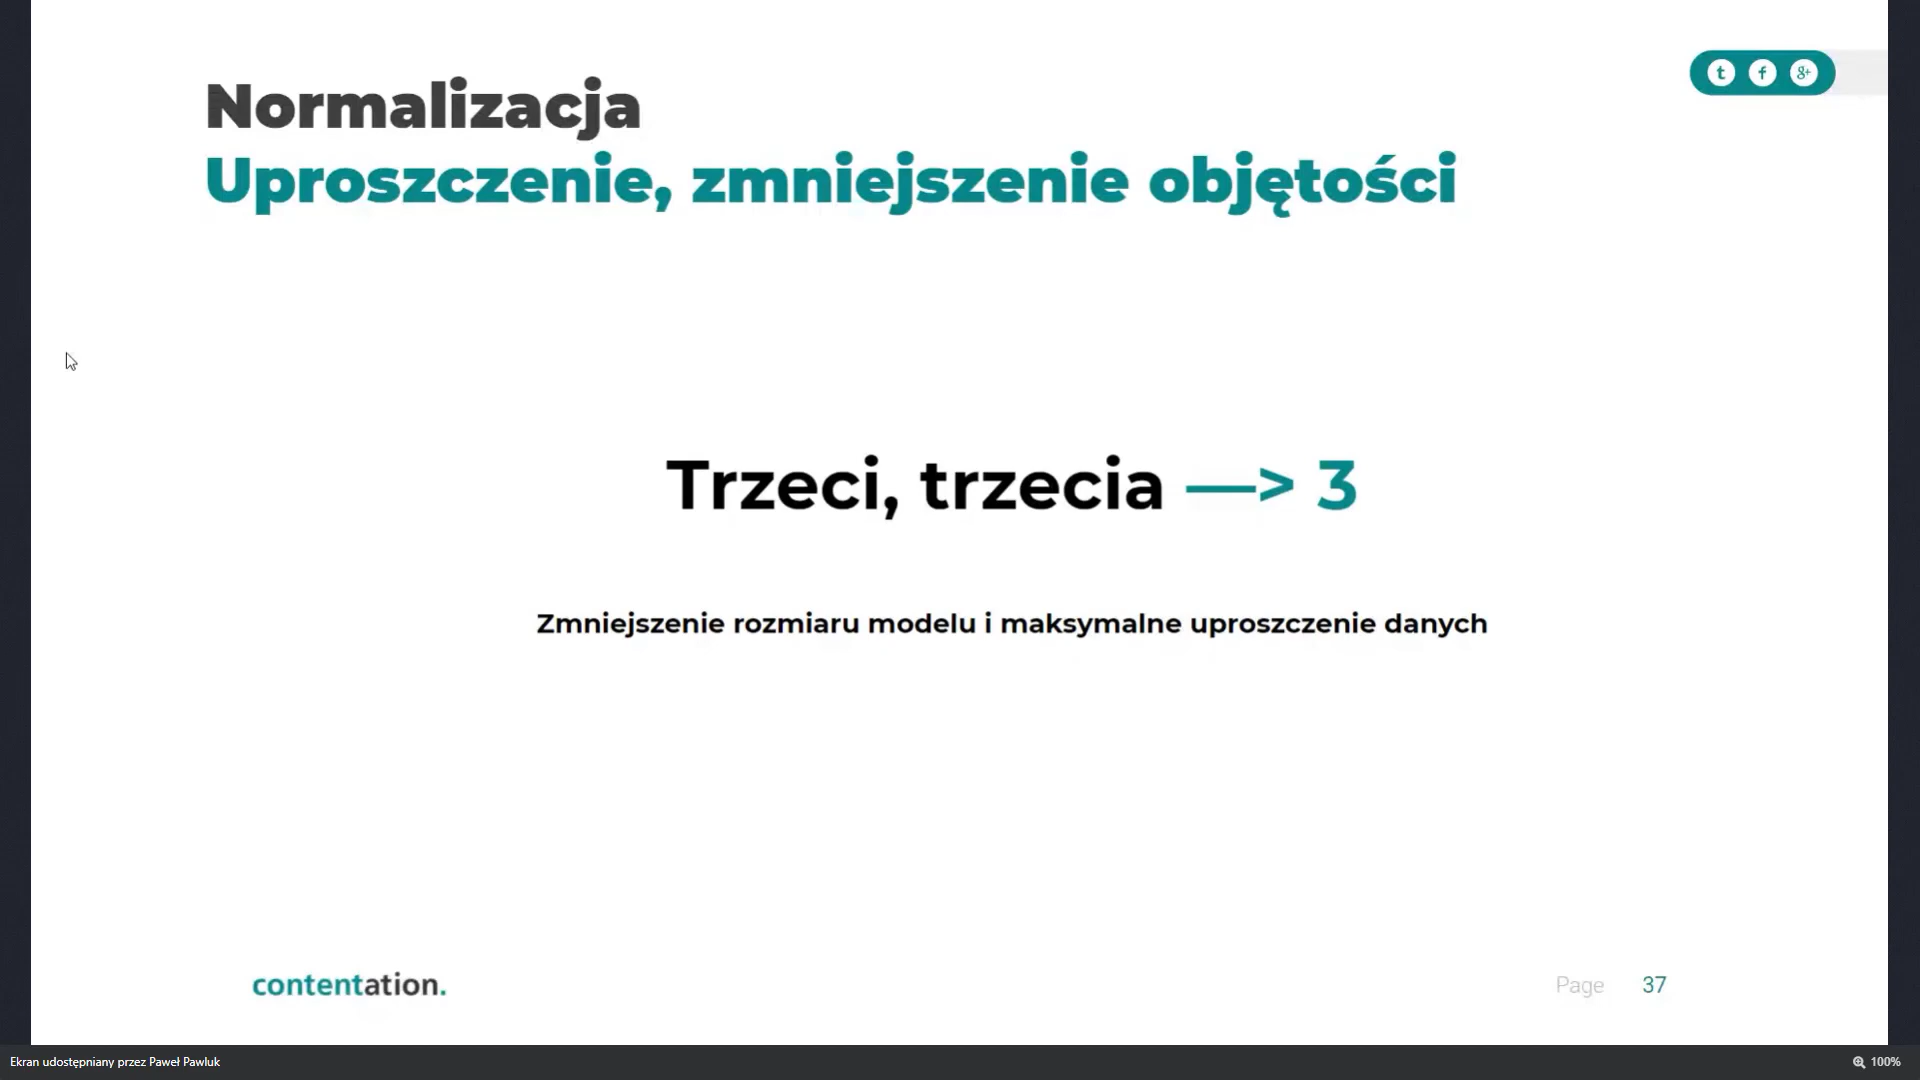 Normalizacja
Uproszczenie, zmniejszenie objętości
t f g+
Trzeci, trzecia —> 3
Zmniejszenie rozmiaru modelu i maksymalne uproszczenie danych
contentation.
Page 37
Ekran udostępniany przez Paweł Pawluk
100%